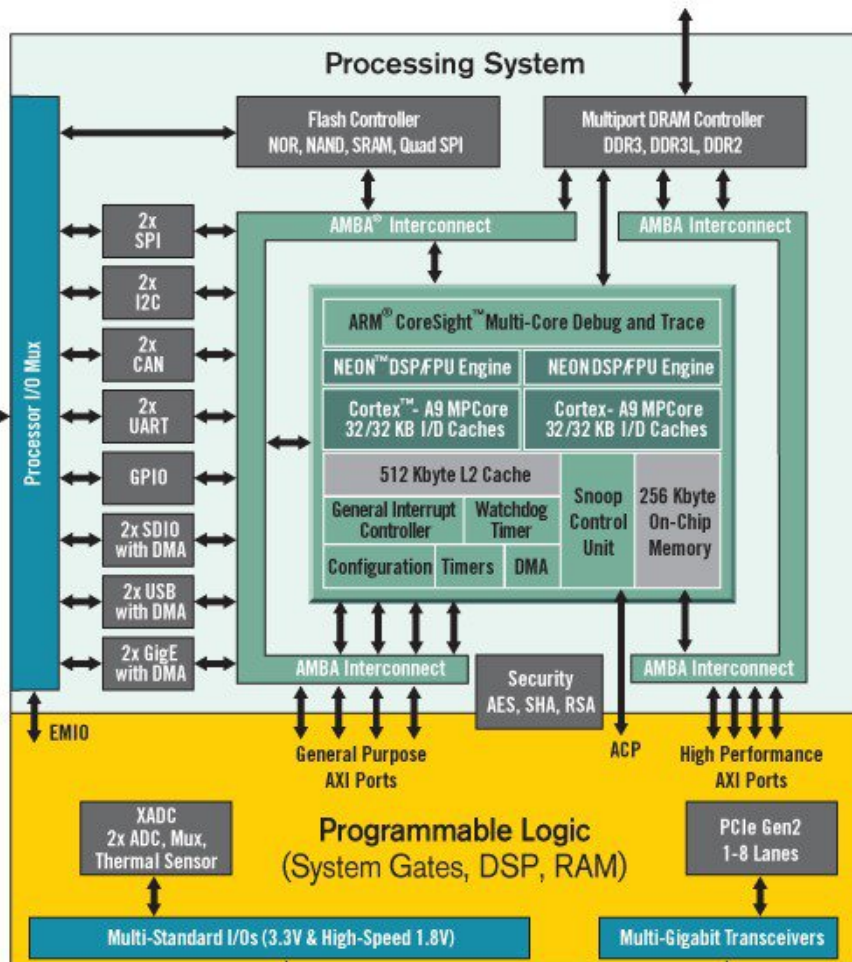 Processing System
Flash Controller
NOR, NAND, SRAM, Quad SPI
Multiport DRAM Controller
DDR3, DDR3L, DDR2
AMBA® Interconnect
AMBA Interconnect
Processor I/O Mux
2x
SPI
2x
I2C
2x
CAN
2x
UART
GPIO
2x SDIO
with DMA
2x USB
with DMA
2x GigE
with DMA
ARM® CoreSight™ Multi-Core Debug and Trace
NEON™ DSP/FPU Engine
NEON DSP/FPU Engine
Cortex™- A9 MPCore
32/32 KB I/D Caches
Cortex- A9 MPCore
32/32 KB I/D Caches
512 Kbyte L2 Cache
General Interrupt
Controller
Watchdog
Timer
Configuration
Timers
DMA
Snoop
Control
Unit
256 Kbyte
On-Chip
Memory
AMBA Interconnect
Security
AES, SHA, RSA
AMBA Interconnect
EMIO
General Purpose
AXI Ports
ACP
High Performance
AXI Ports
XADC
2x ADC, Mux,
Thermal Sensor
Programmable Logic
(System Gates, DSP, RAM)
PCIe Gen2
1-8 Lanes
Multi-Standard I/Os (3.3V & High-Speed 1.8V)
Multi-Gigabit Transceivers